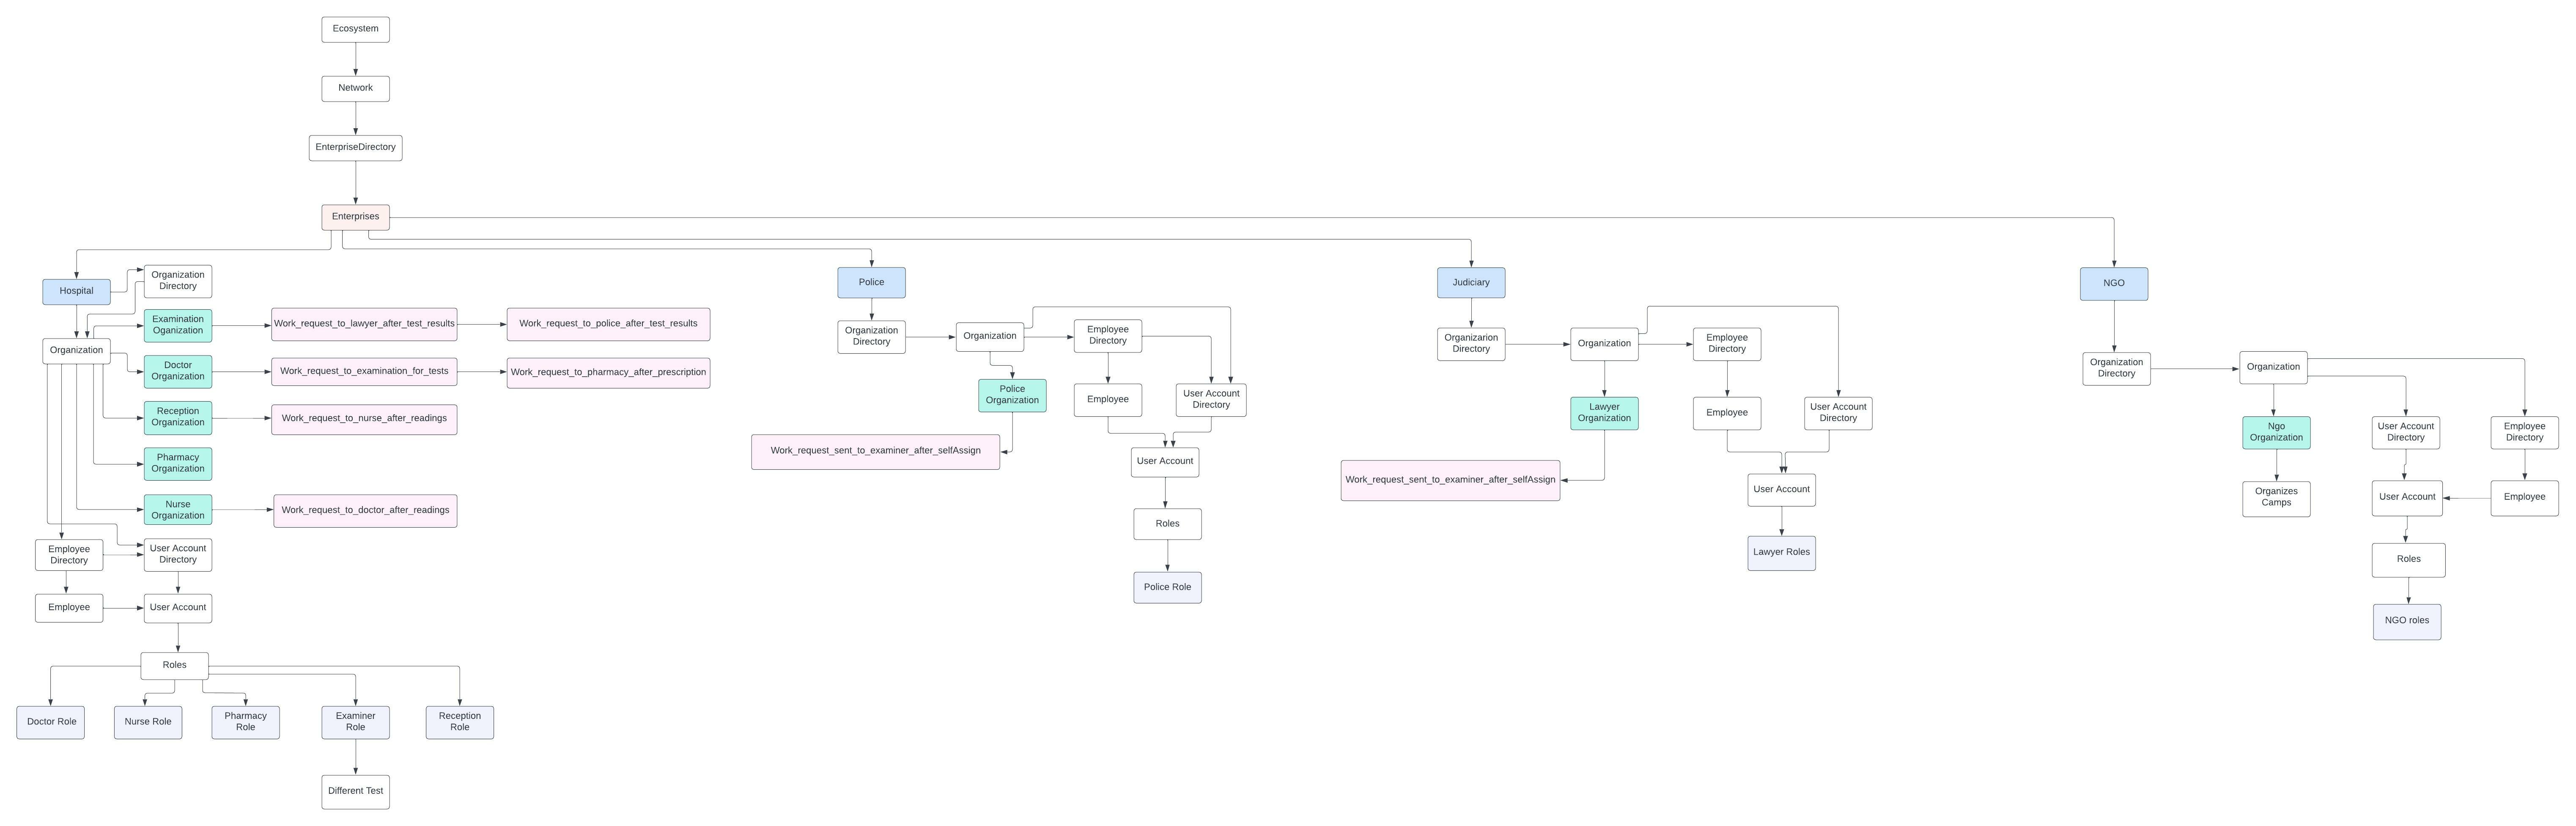 Ecosystem
Network
EnterpriseDirectory
Enterprises
Hospital
Organization
Directory
Organization
Examination
Oganization
Work_request_to_lawyer_after_test_results
Work_request_to_police_after_test_results
Doctor
Organization
Work_request_to_examination_for_tests
Work_request_to_pharmacy_after_prescription
Reception
Organization
Work_request_to_nurse_after_readings
Pharmacy
Organization
Nurse
Organization
Work_request_to_doctor_after_readings
Employee
Directory
User Account
Directory
Employee
User Account
Roles
Doctor Role
Nurse Role
Pharmacy
Role
Examiner
Role
Reception
Role
Different Test
Police
Organization
Directory
Organization
Employee
Directory
Police
Organization
Employee
User Account
Directory
Work_request_sent_to_examiner_after_selfAssign
User Account
Roles
Police Role
Judiciary
Organizarion
Directory
Organization
Employee
Directory
Lawyer
Organization
Employee
User Account
Directory
Work_request_sent_to_examiner_after_selfAssign
User Account
Lawyer Roles
NGO
Organization
Directory
Organization
Ngo
Organization
User Account
Directory
Employee
Directory
Organizes
Camps
User Account
Employee
Roles
NGO roles